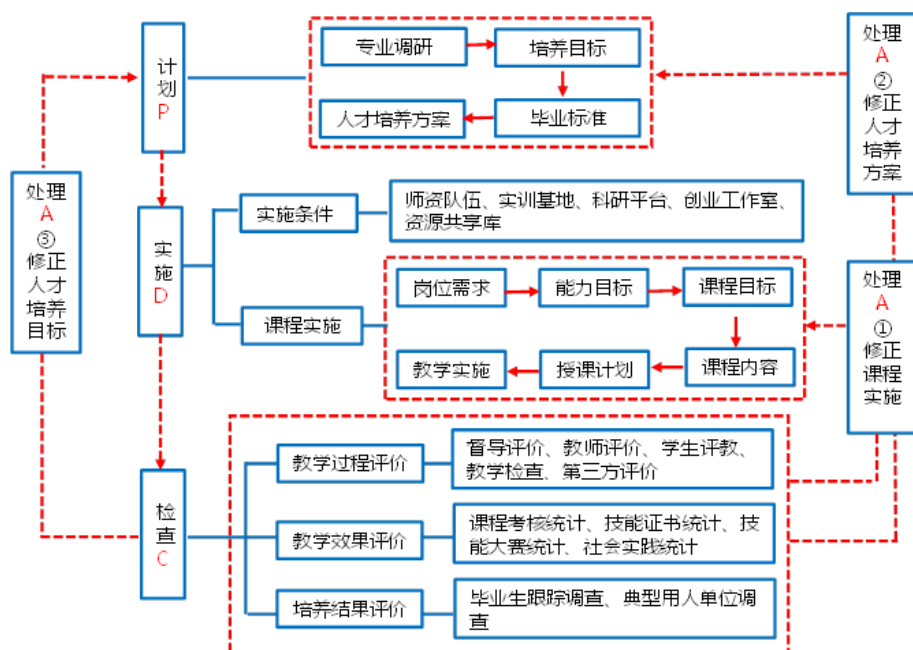 计划P
专业调研
培养目标
人才培养方案
毕业标准
处理A②修正人才培养方案
处理A③修正人才培养目标
实施D
实施条件
师资队伍、实训基地、科研平台、创业工作室、
资源共享库
课程实施
岗位需求
能力目标
课程目标
教学实施
授课计划
课程内容
处理A①修正课程实施
检查C
教学过程评价
督导评价、教师评价、学生评教、
教学检查、第三方评价
教学效果评价
课程考核统计、技能证书统计、技
能大赛统计、社会实践统计
培养结果评价
毕业生跟踪调查、典型用人单位调
查